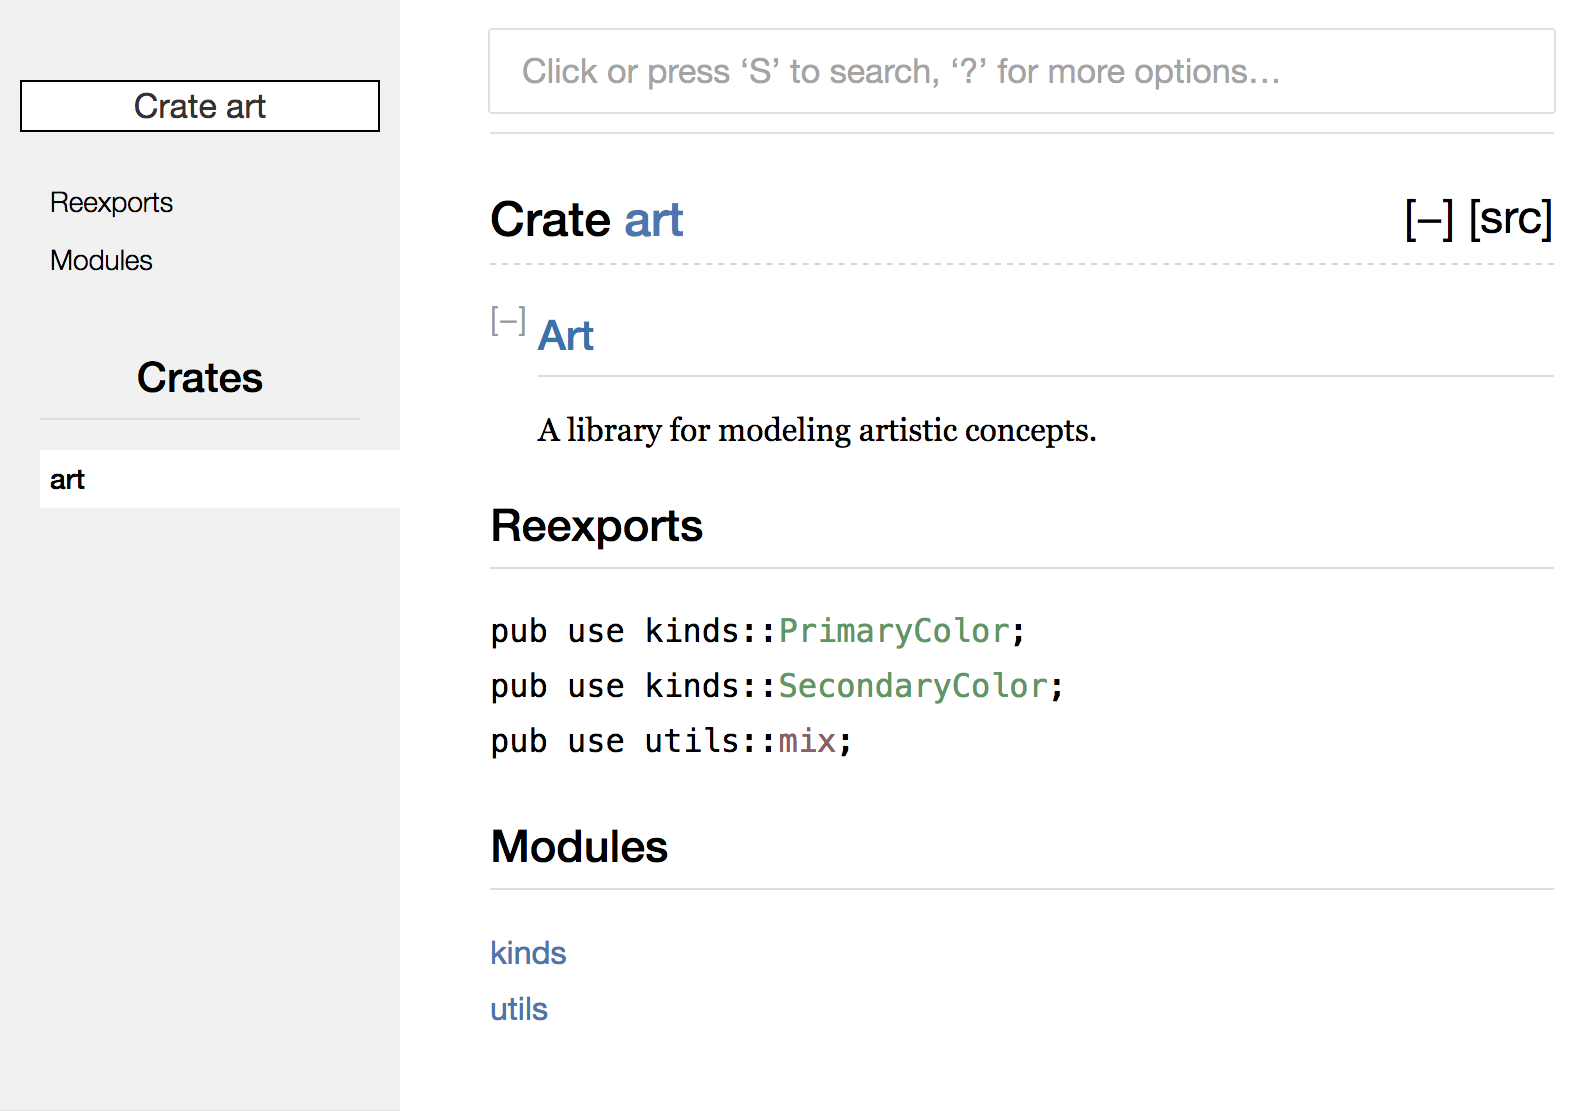 Crate art
Reexports
Modules
Crates
art
Click or press ‘S’ to search, ‘?’ for more options…
Crate art [−] [src]
[−] Art
A library for modeling artistic concepts.
Reexports
pub use kinds::PrimaryColor;
pub use kinds::SecondaryColor;
pub use utils::mix;
Modules
kinds
utils